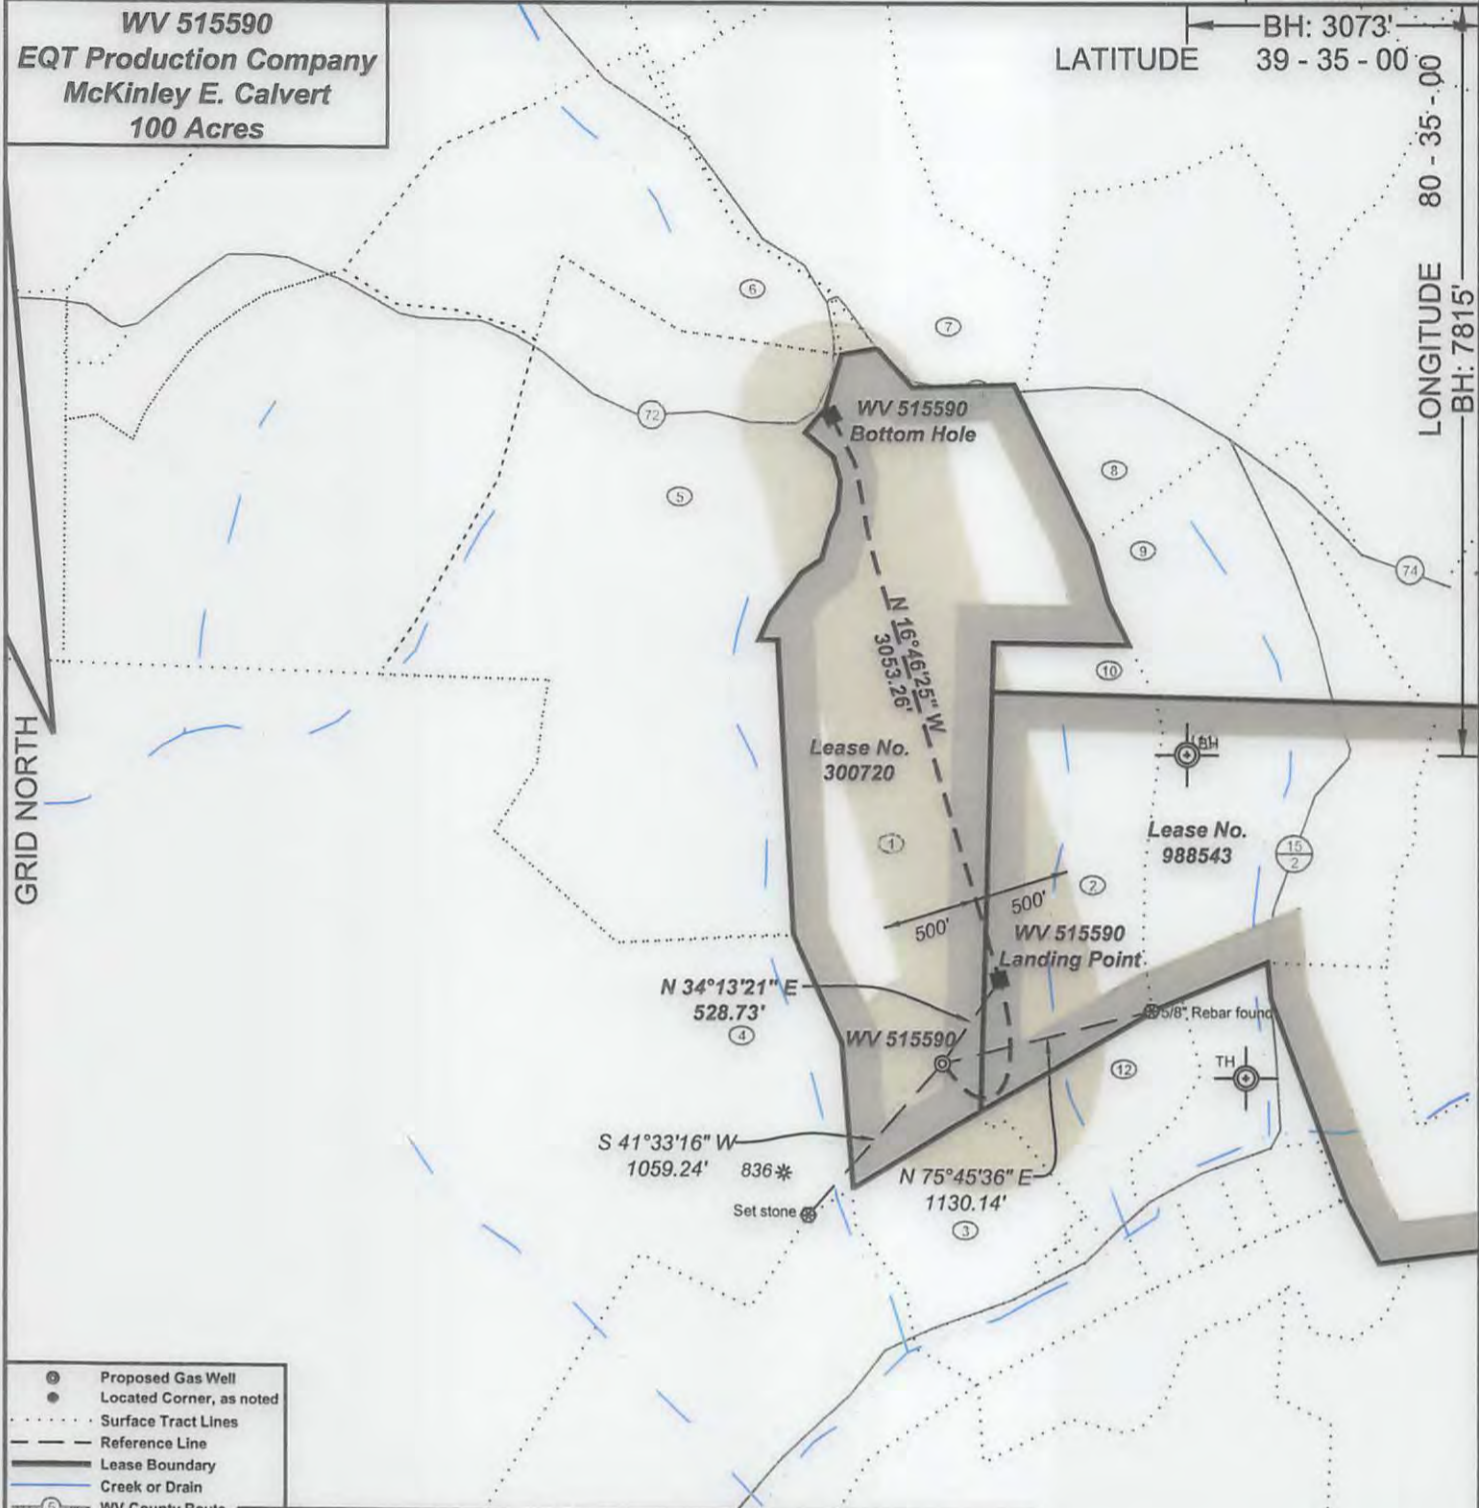 WV 515590
EQT Production Company
McKinley E. Calvert
100 Acres
BH: 3073'
LATITUDE 39 - 35 - 00
LONGITUDE 80 - 35 - 00
BH: 7815'
GRID NORTH
6
7
72
WV 515590
Bottom Hole
5
8
9
74
N 16°46'25" W
3053.26'
10
BH
Lease No.
300720
Lease No.
988543
1
15
2
2
500'
500'
WV 515590
Landing Point
N 34°13'21" E
528.73'
4
5/8" Rebar found
WV 515590
12
TH
S 41°33'16" W
1059.24'
836
N 75°45'36" E
1130.14'
Set stone
3
Proposed Gas Well
Located Corner, as noted
Surface Tract Lines
Reference Line
Lease Boundary
Creek or Drain
WV County Route